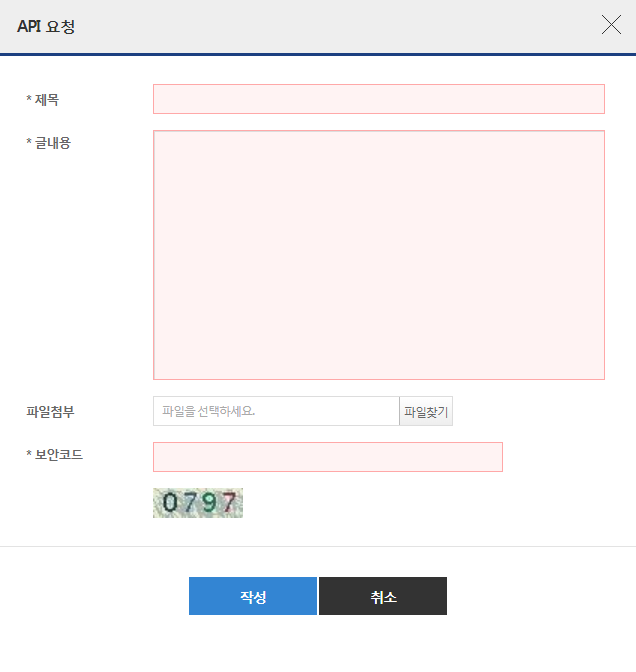 API 요청
* 제목
* 글내용
파일첨부
파일을 선택하세요.
파일찾기
* 보안코드
0797
작성
취소